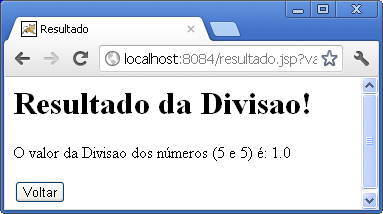 Resultado
localhost:8084/resultado.jsp?va
Resultado da Divisao!
O valor da Divisao dos números (5 e 5) é: 1.0
Voltar